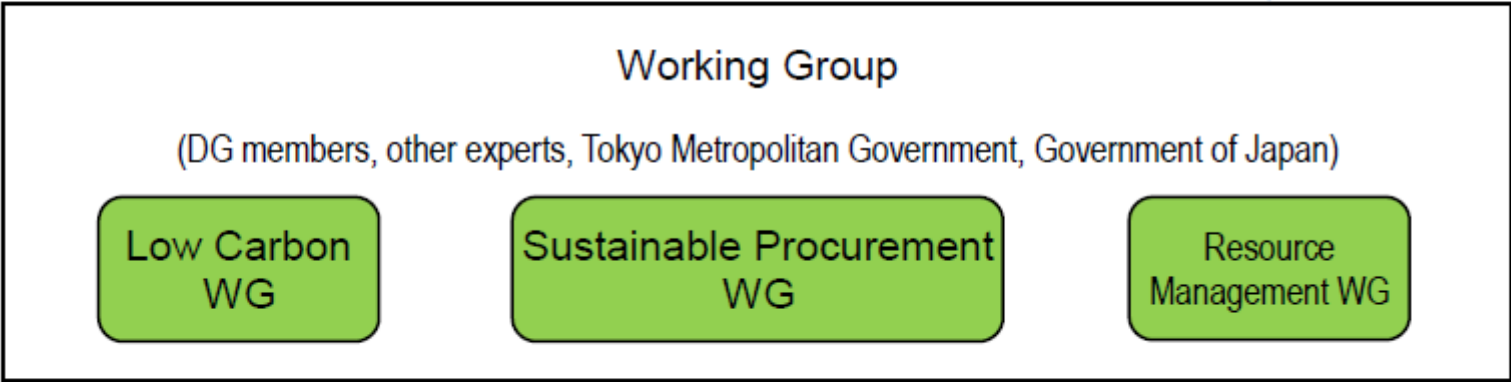 Working Group
(DG members, other experts, Tokyo Metropolitan Government, Government of Japan)
Low Carbon
WG
Sustainable Procurement
WG
Resource
Management WG